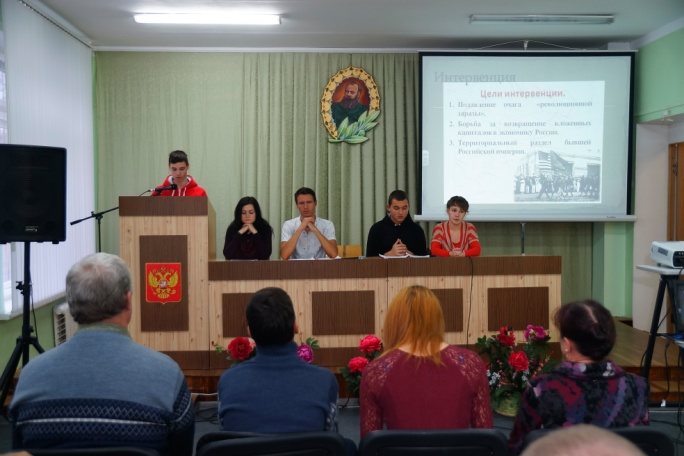 Интервенция
Цели интервенции.
1. Подавление очага «революционной
заразы».
2. Борьба за возвращение вложенных
капиталов в экономику России.
3. Территориальный раздел бывшей
Российской империи.